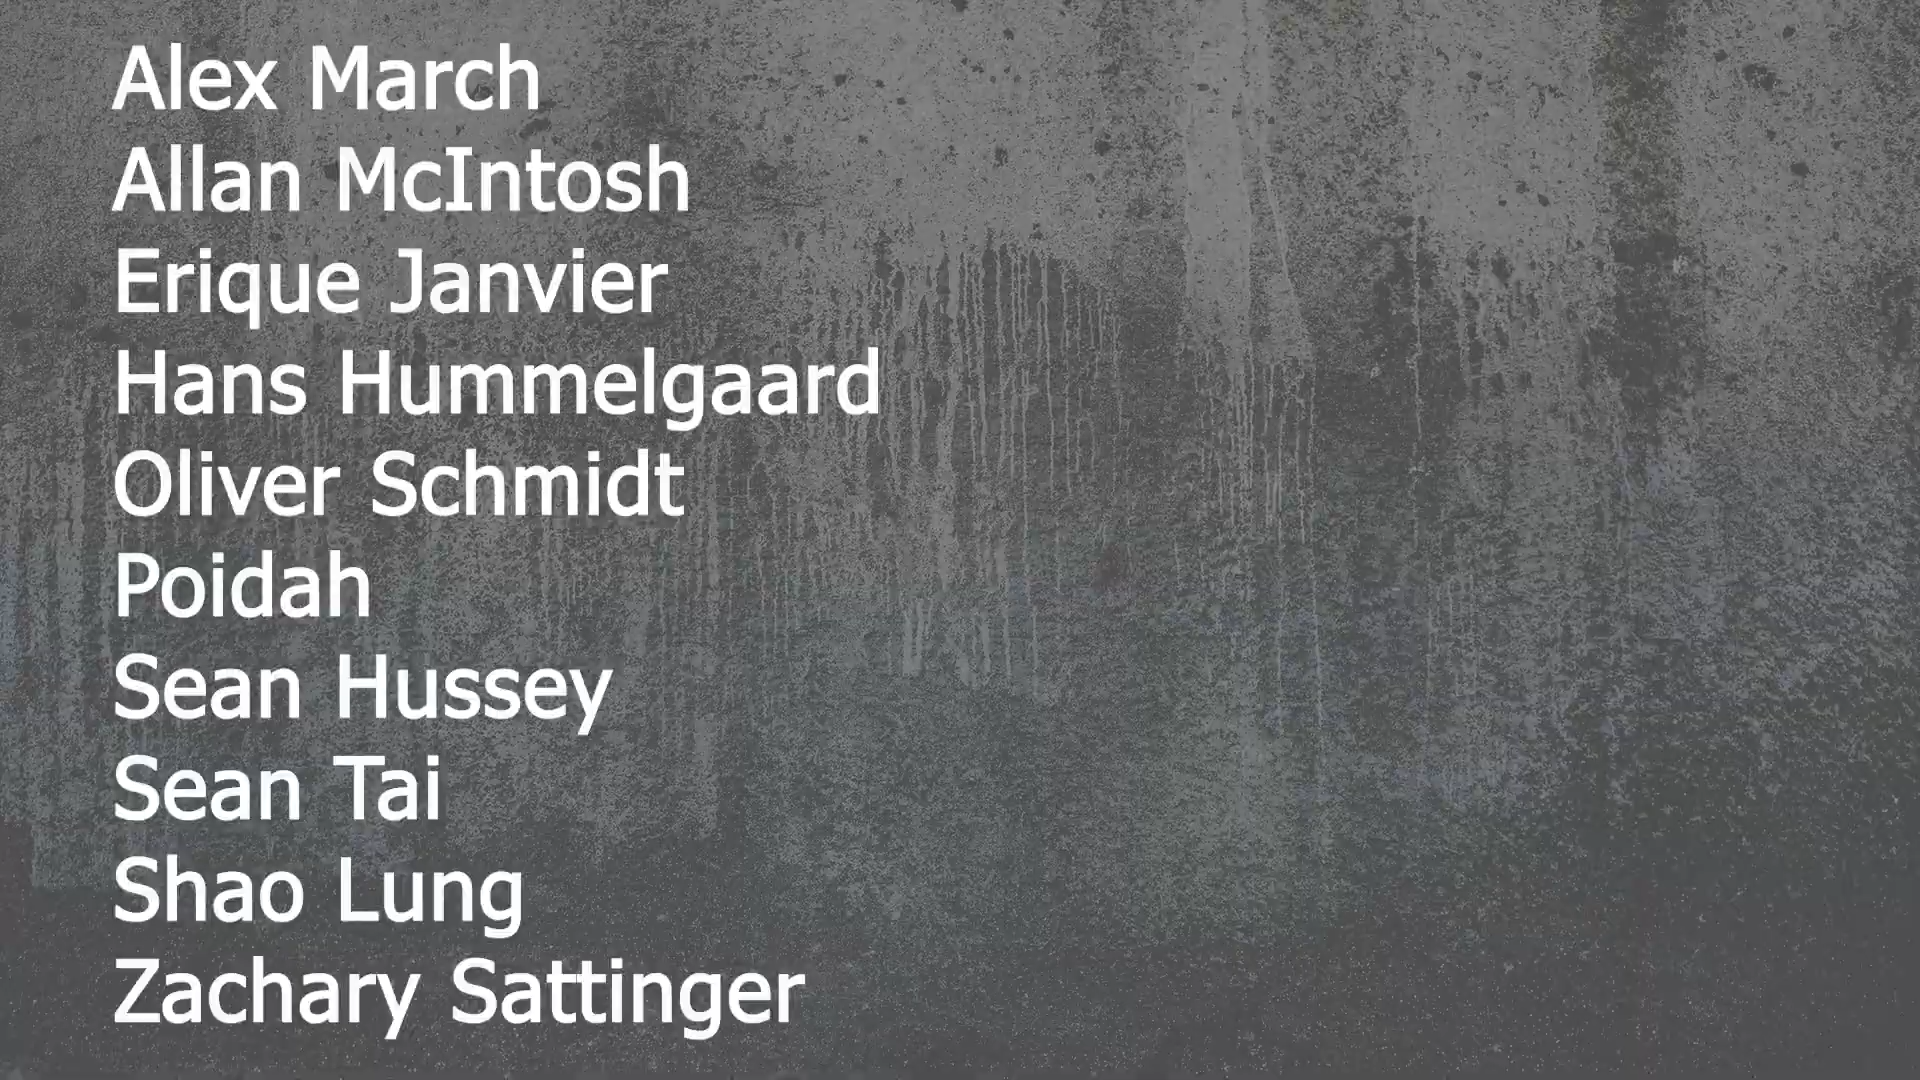 Alex March
Allan McIntosh
Erique Janvier
Hans Hummelgaard
Oliver Schmidt
Poidah
Sean Hussey
Sean Tai
Shao Lung
Zachary Sattinger